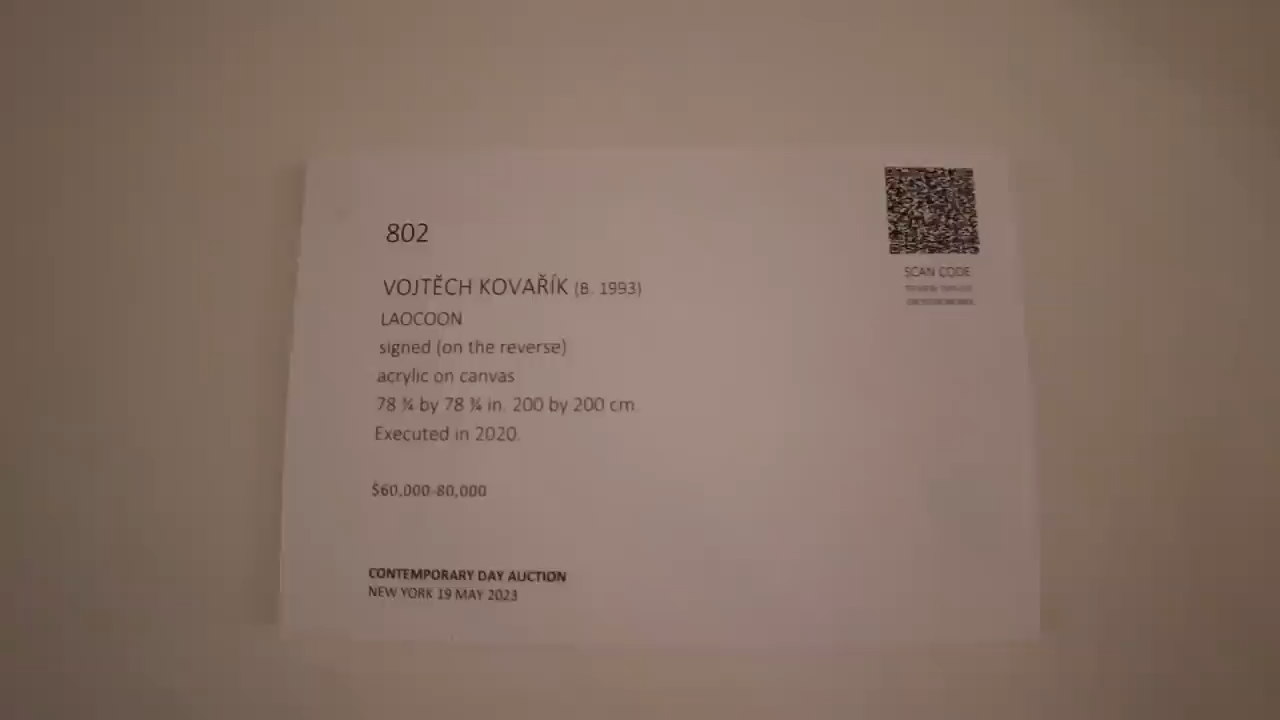 802
VOJTĚCH KOVAŘÍK (B. 1993)
LAOCOON
signed (on the reverse)
acrylic on canvas
78 ¾ by 78 ¾ in. 200 by 200 cm.
Executed in 2020.
$60,000-80,000
CONTEMPORARY DAY AUCTION
NEW YORK 19 MAY 2023
SCAN CODE